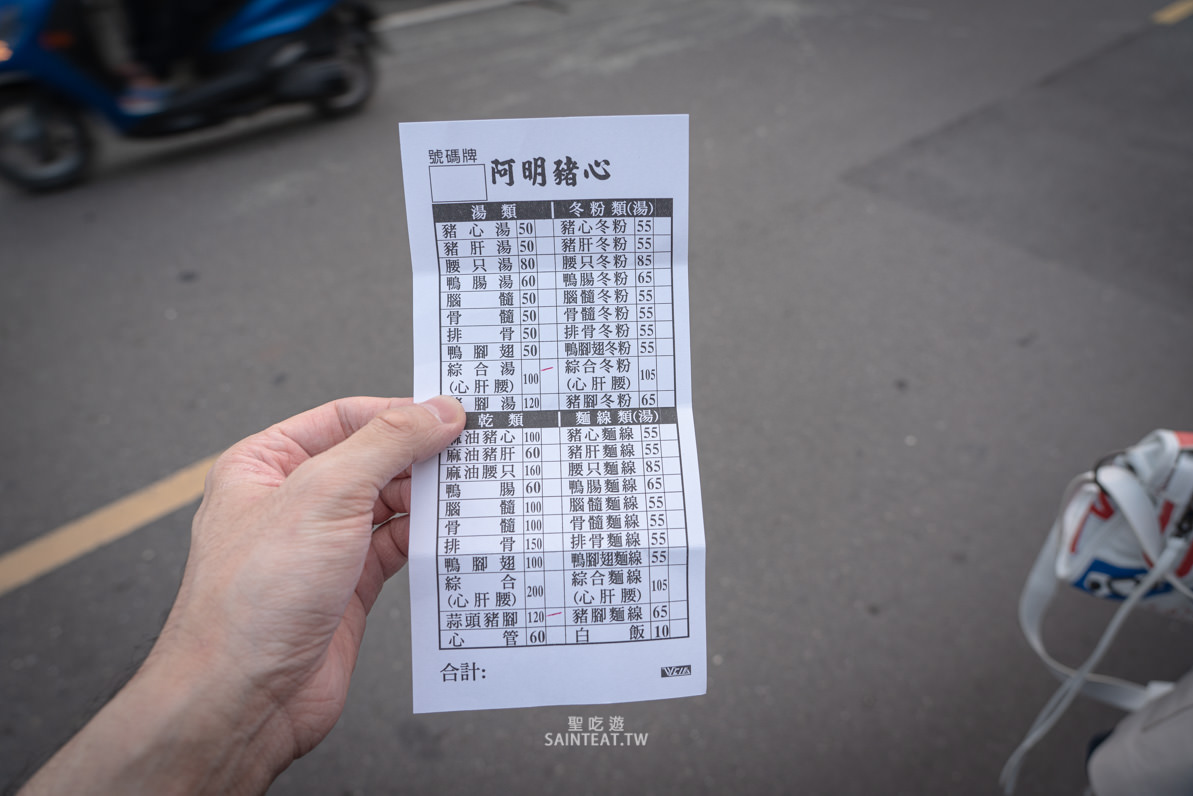 號碼牌
阿明豬心
湯類 冬粉類(湯)
豬心湯 50 豬心冬粉 55
豬肝湯 50 豬肝冬粉 55
腰只湯 80 腰只冬粉 85
鴨腸湯 60 鴨腸冬粉 65
腦髓 50 腦髓冬粉 55
骨髓 50 骨髓冬粉 55
排骨 50 排骨冬粉 55
鴨腳翅 50 鴨腳翅冬粉 55
綜合湯 (心肝腰) 100 綜合冬粉 (心肝腰) 105
腳湯 120 豬腳冬粉 65
乾類 麵線類(湯)
麻油豬心 100 豬心麵線 55
麻油豬肝 60 豬肝麵線 55
麻油腰只 160 腰只麵線 85
鴨腸 60 鴨腸麵線 65
腦髓 100 腦髓麵線 55
骨髓 100 骨髓麵線 55
排骨 150 排骨麵線 55
鴨腳翅 100 鴨腳翅麵線 55
綜合 (心肝腰) 200 綜合麵線 (心肝腰) 105
蒜頭豬腳 120 豬腳麵線 65
心管 60 白飯 10
合計:
聖吃遊
SAINTEAT.TW